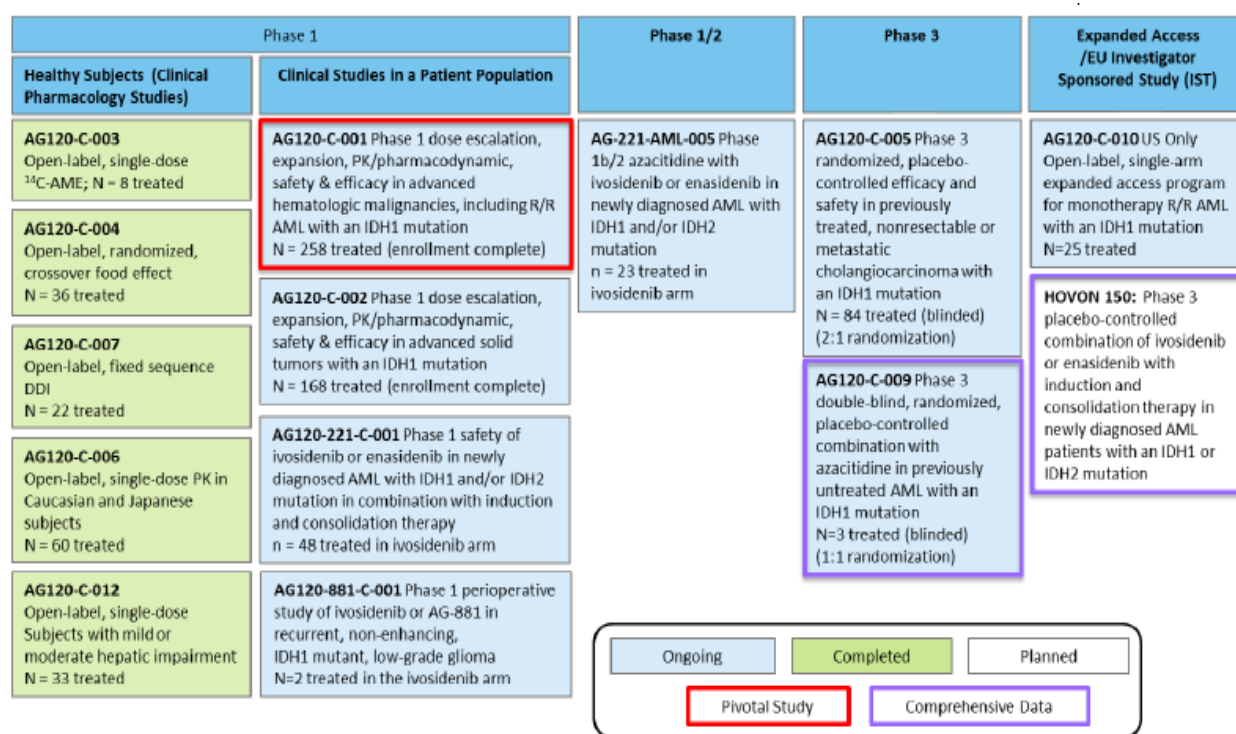 Phase 1
Phase 1/2
Phase 3
Expanded Access
/EU Investigator
Sponsored Study (IST)
Healthy Subjects (Clinical
Pharmacology Studies)
Clinical Studies in a Patient Population
AG120-C-003
Open-label, single-dose
¹⁴C-AME; N = 8 treated
AG120-C-004
Open-label, randomized,
crossover food effect
N = 36 treated
AG120-C-007
Open-label, fixed sequence
DDI
N = 22 treated
AG120-C-006
Open-label, single-dose PK in
Caucasian and Japanese
subjects
N = 60 treated
AG120-C-012
Open-label, single-dose
Subjects with mild or
moderate hepatic impairment
N = 33 treated
AG120-C-001 Phase 1 dose escalation,
expansion, PK/pharmacodynamic,
safety & efficacy in advanced
hematologic malignancies, including R/R
AML with an IDH1 mutation
N = 258 treated (enrollment complete)
AG120-C-002 Phase 1 dose escalation,
expansion, PK/pharmacodynamic,
safety & efficacy in advanced solid
tumors with an IDH1 mutation
N = 168 treated (enrollment complete)
AG120-221-C-001 Phase 1 safety of
ivosidenib or enasidenib in newly
diagnosed AML with IDH1 and/or IDH2
mutation in combination with induction
and consolidation therapy
n = 48 treated in ivosidenib arm
AG120-881-C-001 Phase 1 perioperative
study of ivosidenib or AG-881 in
recurrent, non-enhancing,
IDH1 mutant, low-grade glioma
N=2 treated in the ivosidenib arm
AG-221-AML-005 Phase
1b/2 azacitidine with
ivosidenib or enasidenib in
newly diagnosed AML with
IDH1 and/or IDH2
mutation
n = 23 treated in
ivosidenib arm
AG120-C-005 Phase 3
randomized, placebo-
controlled efficacy and
safety in previously
treated, nonresectable or
metastatic
cholangiocarcinoma with
an IDH1 mutation
N = 84 treated (blinded)
(2:1 randomization)
AG120-C-009 Phase 3
double-blind, randomized,
placebo-controlled
combination with
azacitidine in previously
untreated AML with an
IDH1 mutation
N=3 treated (blinded)
(1:1 randomization)
AG120-C-010 US Only
Open-label, single-arm
expanded access program
for monotherapy R/R AML
with an IDH1 mutation
N=25 treated
HOVON 150: Phase 3
placebo-controlled
combination of ivosidenib
or enasidenib with
induction and
consolidation therapy in
newly diagnosed AML
patients with an IDH1 or
IDH2 mutation
Ongoing
Completed
Planned
Pivotal Study
Comprehensive Data